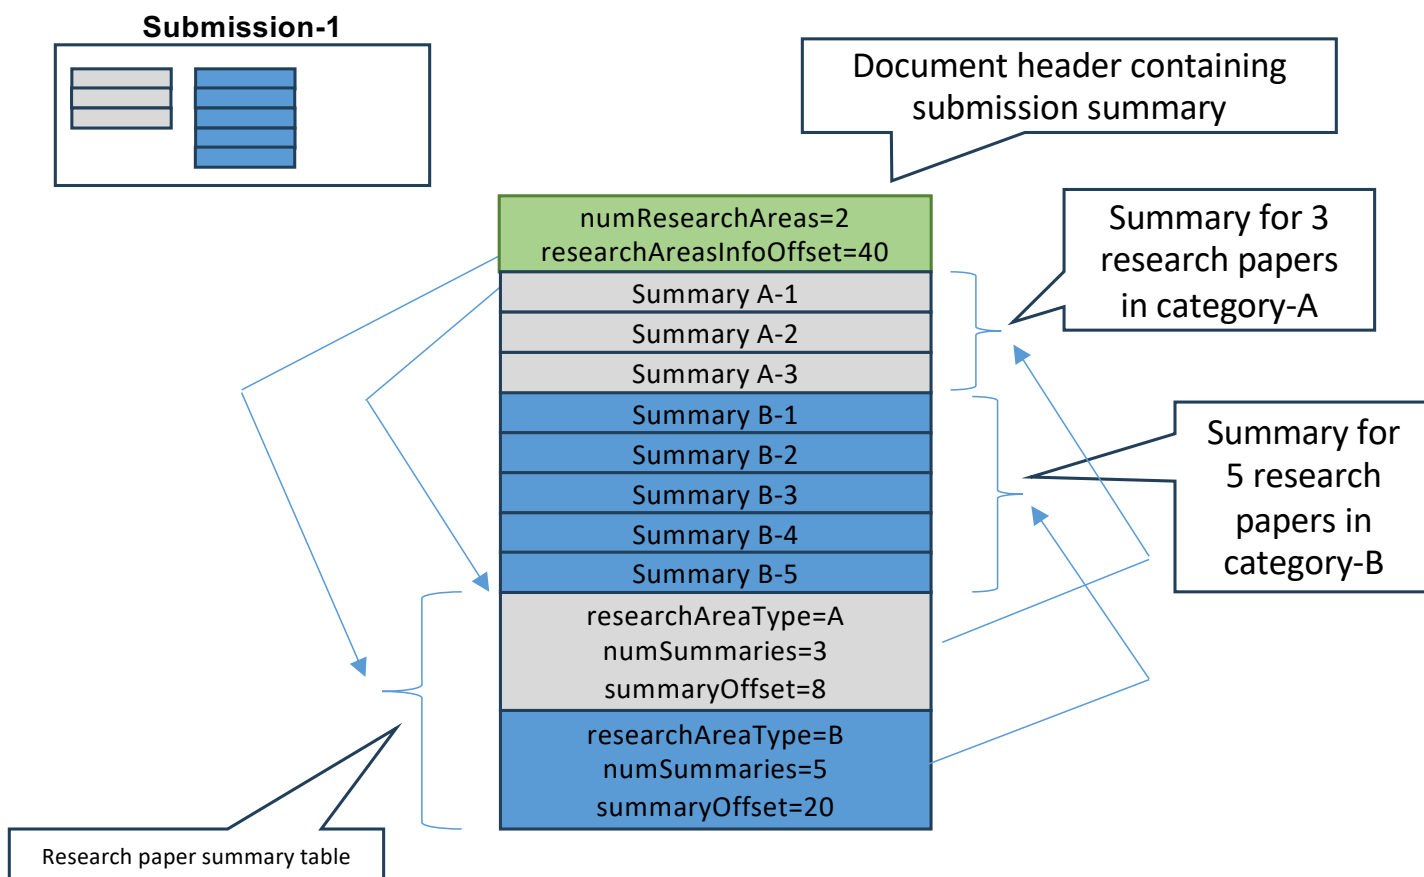 Submission-1
Document header containing
submission summary
numResearchAreas=2
researchAreasInfoOffset=40
Summary for 3
research papers
in category-A
Summary A-1
Summary A-2
Summary A-3
Summary B-1
Summary B-2
Summary B-3
Summary B-4
Summary B-5
Summary for
5 research
papers in
category-B
researchAreaType=A
numSummaries=3
summaryOffset=8
researchAreaType=B
numSummaries=5
summaryOffset=20
Research paper summary table